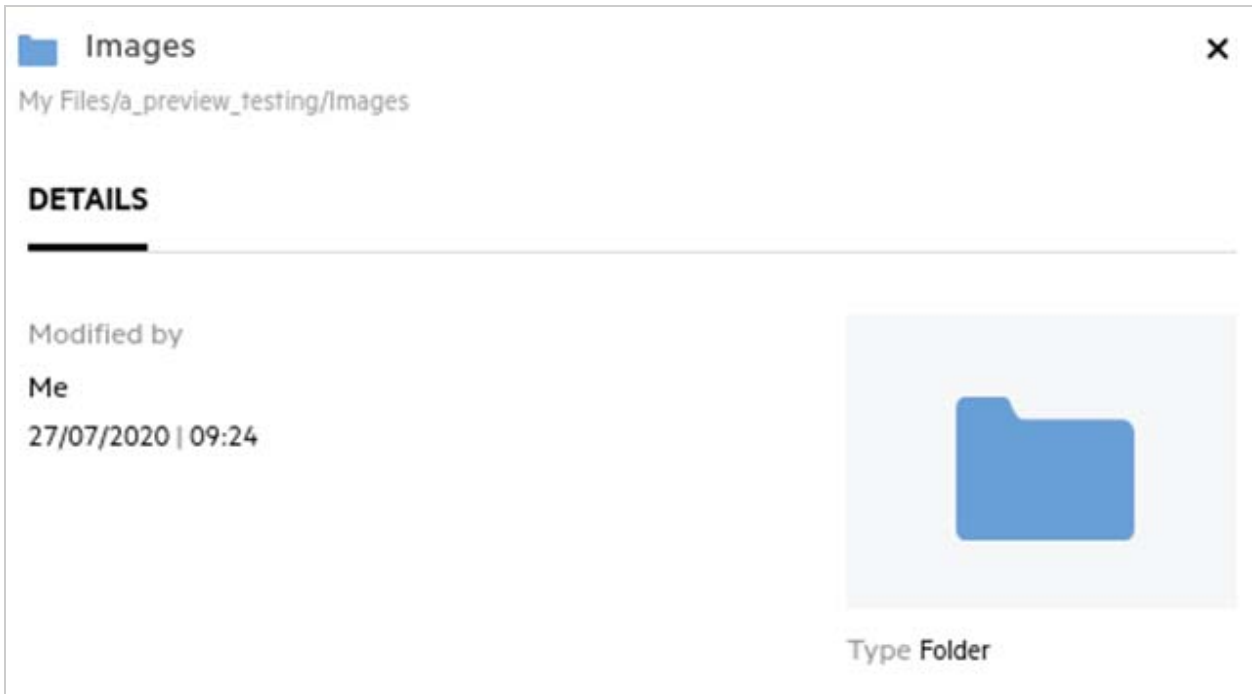 Images
My Files/a_preview_testing/Images
DETAILS
Modified by
Me
27/07/2020 | 09:24
Type Folder